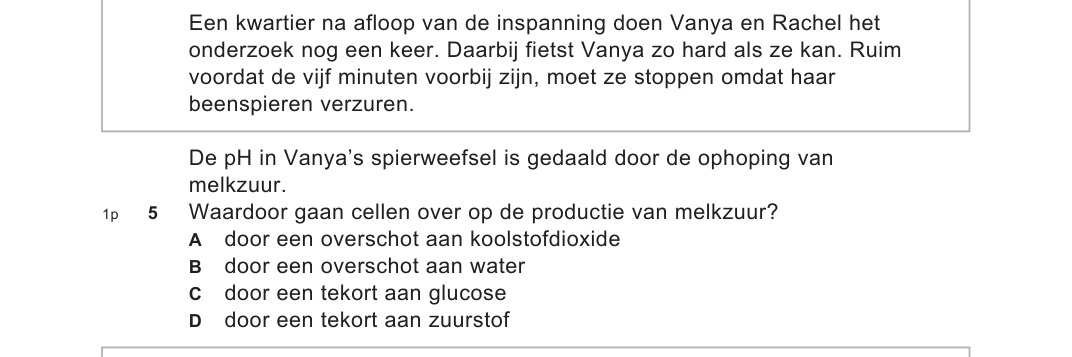 Een kwartier na afloop van de inspanning doen Vanya en Rachel het
onderzoek nog een keer. Daarbij fietst Vanya zo hard als ze kan. Ruim
voordat de vijf minuten voorbij zijn, moet ze stoppen omdat haar
beenspieren verzuren.
De pH in Vanya’s spierweefsel is gedaald door de ophoping van
melkzuur.
1p 5 Waardoor gaan cellen over op de productie van melkzuur?
A door een overschot aan koolstofdioxide
B door een overschot aan water
C door een tekort aan glucose
D door een tekort aan zuurstof